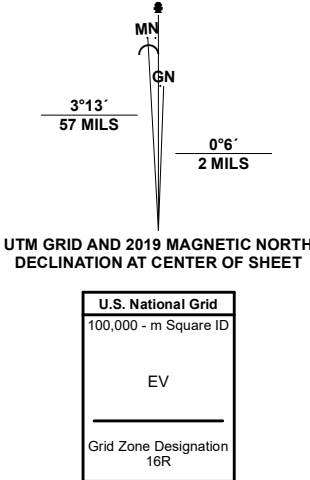 MN
GN
3°13´
57 MILS
0°6´
2 MILS
UTM GRID AND 2019 MAGNETIC NORTH
DECLINATION AT CENTER OF SHEET
U.S. National Grid
100,000 - m Square ID
EV
Grid Zone Designation
16R